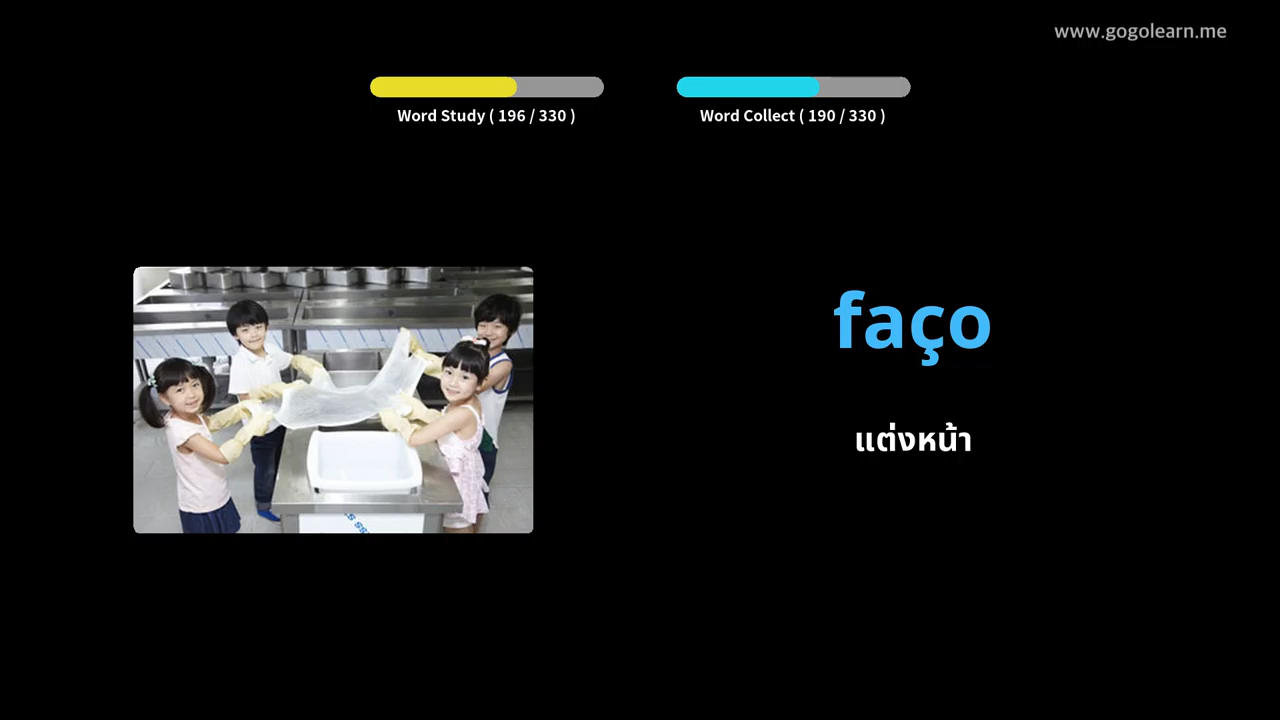 www.gogolearn.me
Word Study ( 196 / 330 )
Word Collect ( 190 / 330 )
faço
แต่งหน้า